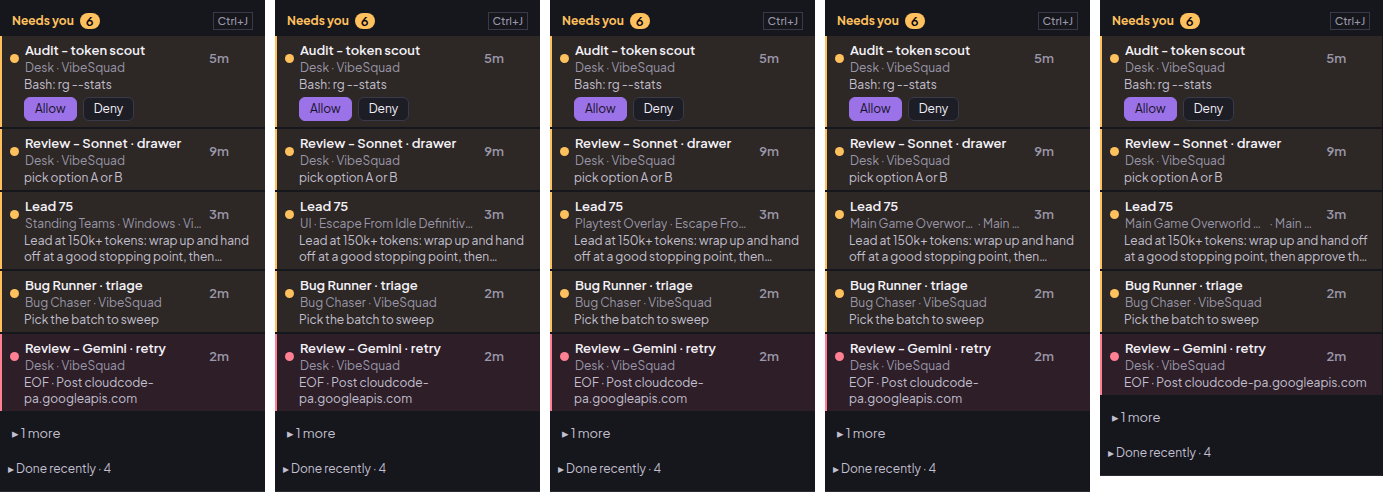 Needs you 6 Ctrl+J
Audit – token scout 5m
Desk · VibeSquad
Bash: rg --stats
Allow Deny
Review – Sonnet · drawer 9m
Desk · VibeSquad
pick option A or B
Lead 75 3m
Standing Teams · Windows · Vi...
Lead at 150k+ tokens: wrap up and hand
off at a good stopping point, then...
Bug Runner · triage 2m
Bug Chaser · VibeSquad
Pick the batch to sweep
Review – Gemini · retry 2m
Desk · VibeSquad
EOF · Post cloudcode-
pa.googleapis.com
▸ 1 more
▸ Done recently · 4
Needs you 6 Ctrl+J
Audit – token scout 5m
Desk · VibeSquad
Bash: rg --stats
Allow Deny
Review – Sonnet · drawer 9m
Desk · VibeSquad
pick option A or B
Lead 75 3m
UI · Escape From Idle Definitiv...
Lead at 150k+ tokens: wrap up and hand
off at a good stopping point, then...
Bug Runner · triage 2m
Bug Chaser · VibeSquad
Pick the batch to sweep
Review – Gemini · retry 2m
Desk · VibeSquad
EOF · Post cloudcode-
pa.googleapis.com
▸ 1 more
▸ Done recently · 4
Needs you 6 Ctrl+J
Audit – token scout 5m
Desk · VibeSquad
Bash: rg --stats
Allow Deny
Review – Sonnet · drawer 9m
Desk · VibeSquad
pick option A or B
Lead 75 3m
Playtest Overlay · Escape Fro...
Lead at 150k+ tokens: wrap up and hand
off at a good stopping point, then...
Bug Runner · triage 2m
Bug Chaser · VibeSquad
Pick the batch to sweep
Review – Gemini · retry 2m
Desk · VibeSquad
EOF · Post cloudcode-
pa.googleapis.com
▸ 1 more
▸ Done recently · 4
Needs you 6 Ctrl+J
Audit – token scout 5m
Desk · VibeSquad
Bash: rg --stats
Allow Deny
Review – Sonnet · drawer 9m
Desk · VibeSquad
pick option A or B
Lead 75 3m
Main Game Overwor... · Main ...
Lead at 150k+ tokens: wrap up and hand
off at a good stopping point, then...
Bug Runner · triage 2m
Bug Chaser · VibeSquad
Pick the batch to sweep
Review – Gemini · retry 2m
Desk · VibeSquad
EOF · Post cloudcode-
pa.googleapis.com
▸ 1 more
▸ Done recently · 4
Needs you 6 Ctrl+J
Audit – token scout 5m
Desk · VibeSquad
Bash: rg --stats
Allow Deny
Review – Sonnet · drawer 9m
Desk · VibeSquad
pick option A or B
Lead 75 3m
Main Game Overworld ... · Main ...
Lead at 150k+ tokens: wrap up and hand off
at a good stopping point, then approve th...
Bug Runner · triage 2m
Bug Chaser · VibeSquad
Pick the batch to sweep
Review – Gemini · retry 2m
Desk · VibeSquad
EOF · Post cloudcode-pa.googleapis.com
▸ 1 more
▸ Done recently · 4